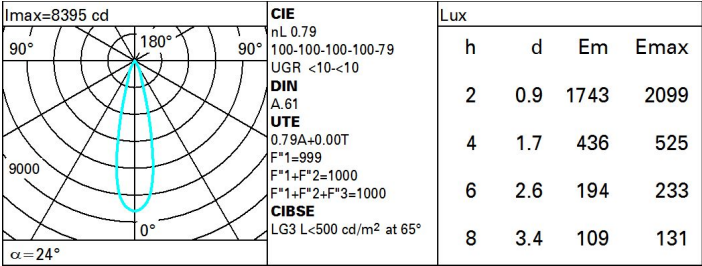 Imax=8395 cd
90°
180°
90°
9000
0°
α=24°
CIE
nL 0.79
100-100-100-100-79
UGR <10-<10
DIN
A.61
UTE
0.79A+0.00T
F"1=999
F"1+F"2=1000
F"1+F"2+F"3=1000
CIBSE
LG3 L<500 cd/m² at 65°
Lux
h d Em Emax
2 0.9 1743 2099
4 1.7 436 525
6 2.6 194 233
8 3.4 109 131